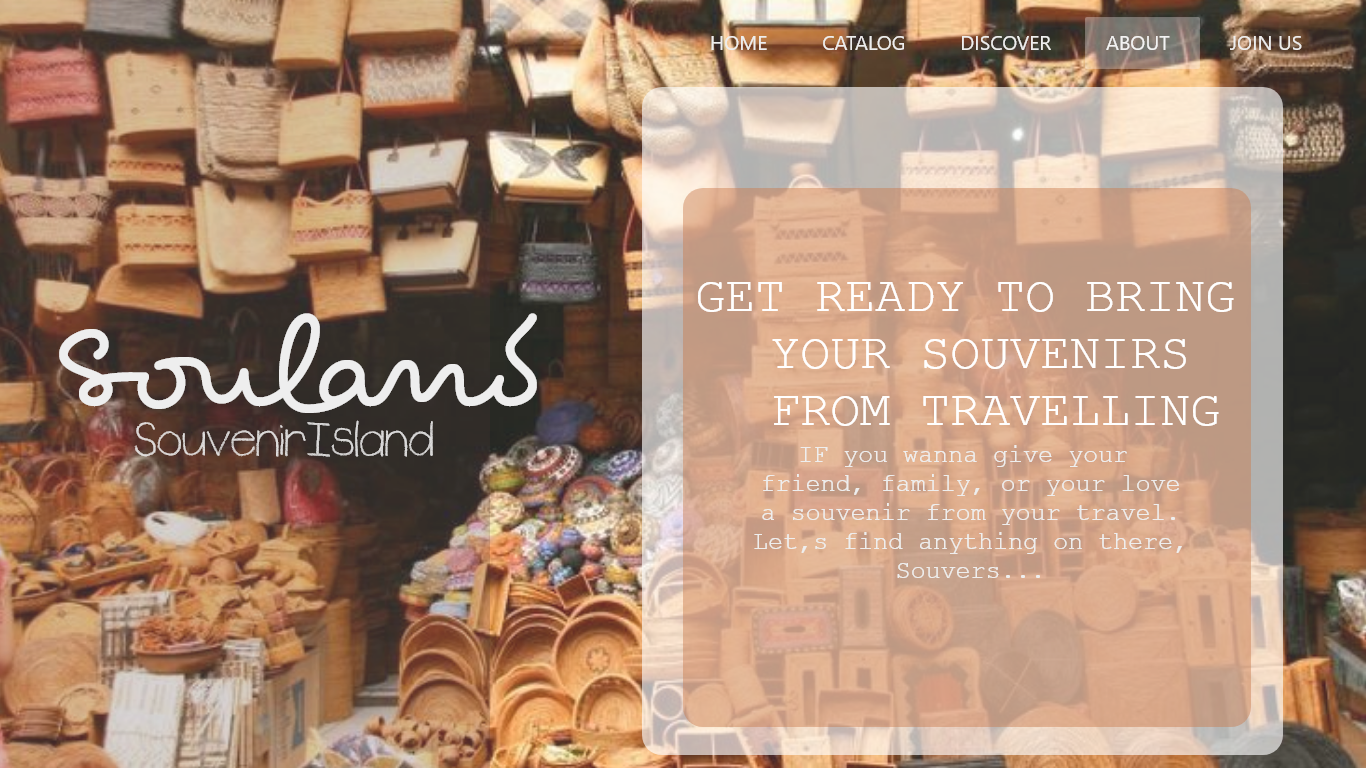 HOME CATALOG DISCOVER ABOUT JOIN US
Souland
SouvenirIsland
GET READY TO BRING
YOUR SOUVENIRS
FROM TRAVELLING
IF you wanna give your
friend, family, or your love
a souvenir from your travel.
Let,s find anything on there,
Souvers...